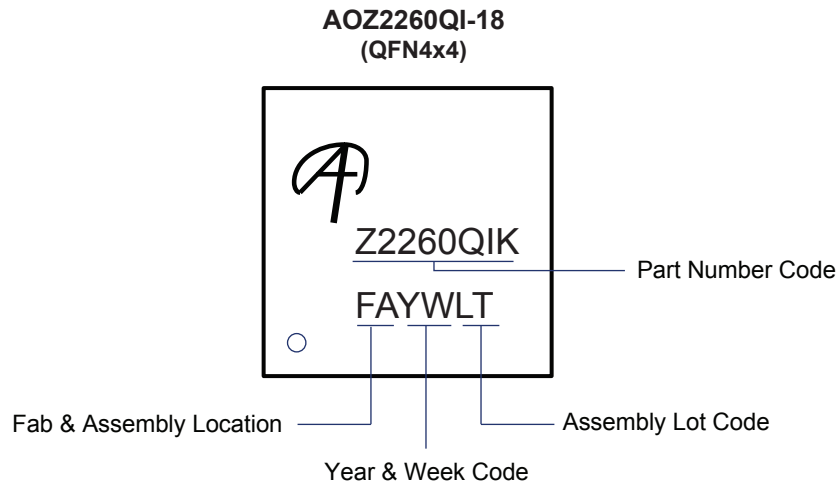 AOZ2260QI-18
(QFN4x4)
Z2260QIK
Part Number Code
FAYWLT
Fab & Assembly Location
Assembly Lot Code
Year & Week Code